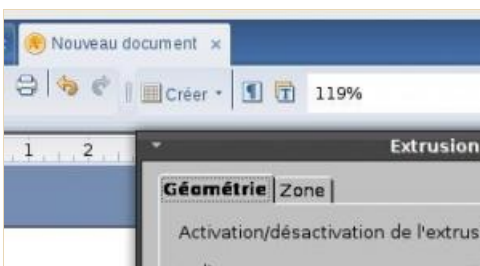 Nouveau document ×
Créer 119%
1 2
Extrusion
Géométrie Zone
Activation/désactivation de l'extrus